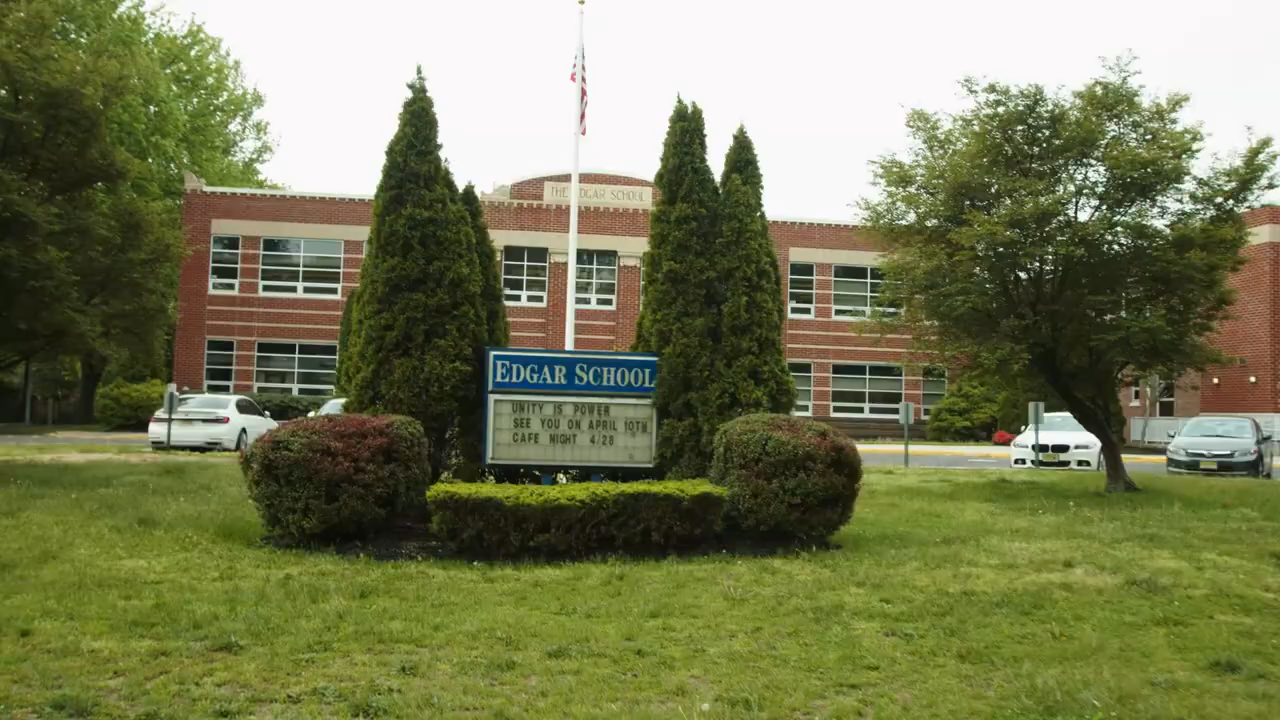 THE EDGAR SCHOOL
EDGAR SCHOOL
UNITY IS POWER
SEE YOU ON APRIL 10TH
CAFE NIGHT 4/28